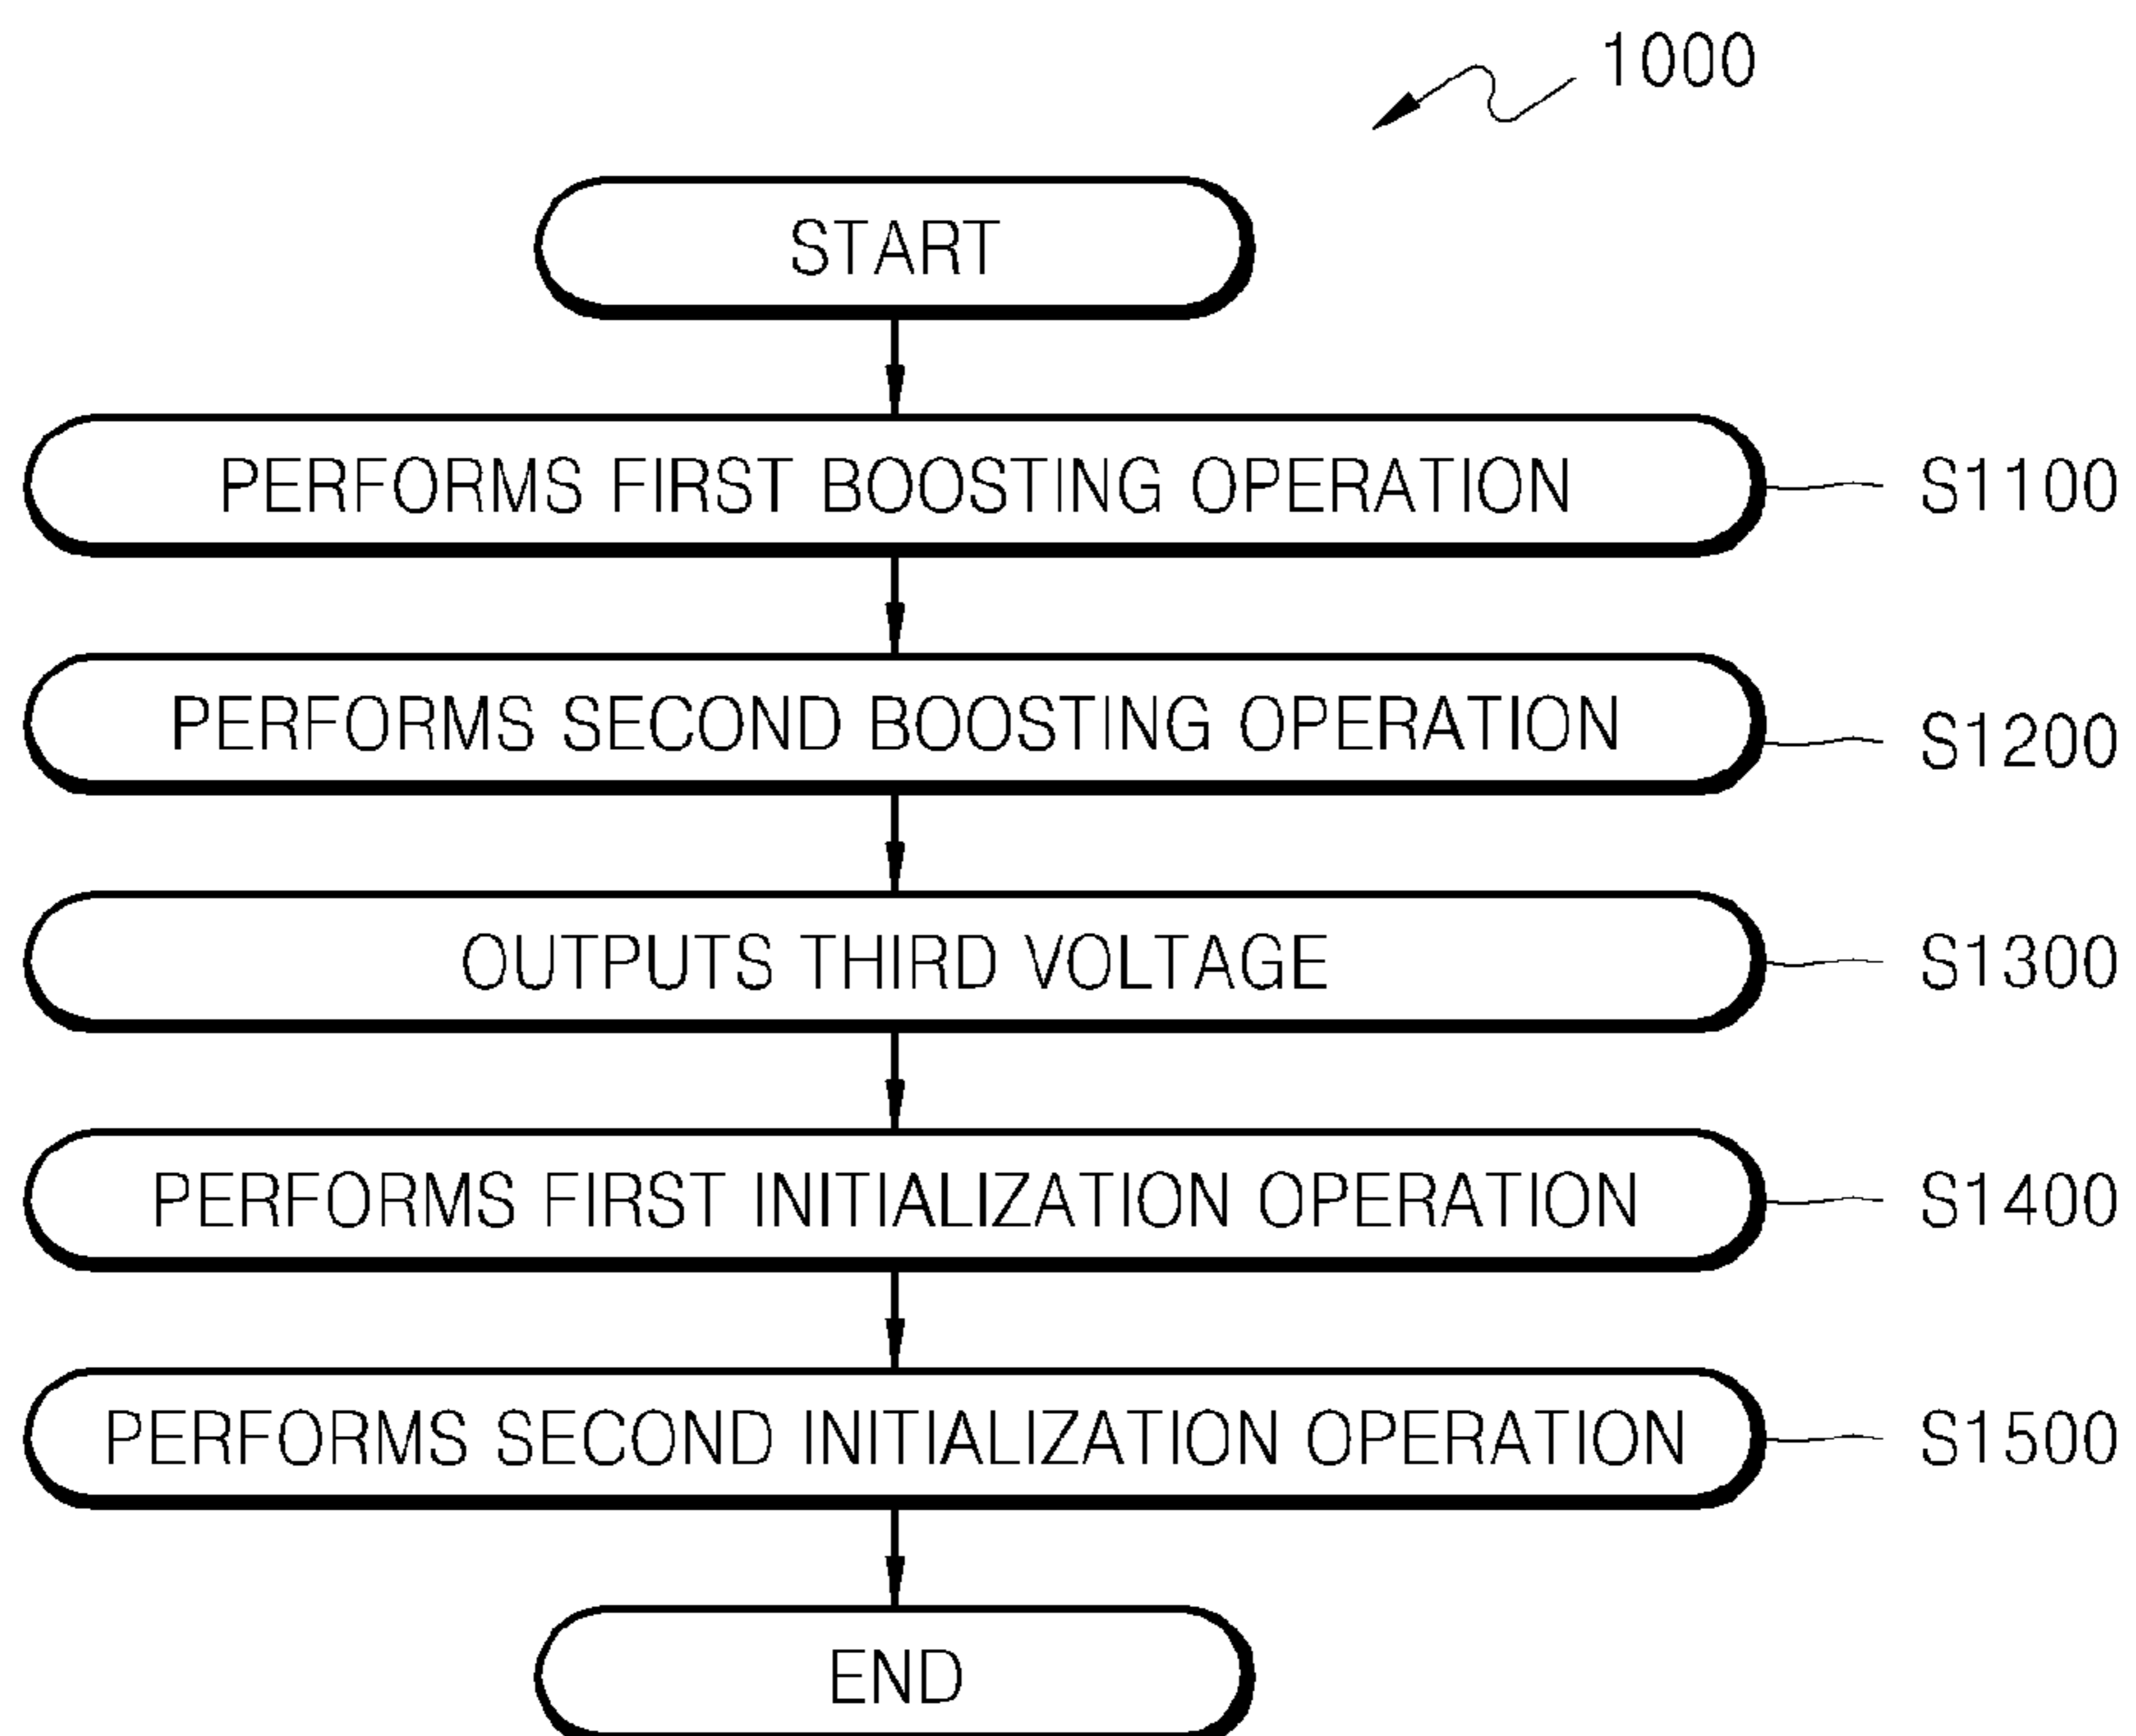 1000
START
PERFORMS FIRST BOOSTING OPERATION
S1100
PERFORMS SECOND BOOSTING OPERATION
S1200
OUTPUTS THIRD VOLTAGE
S1300
PERFORMS FIRST INITIALIZATION OPERATION
S1400
PERFORMS SECOND INITIALIZATION OPERATION
S1500
END